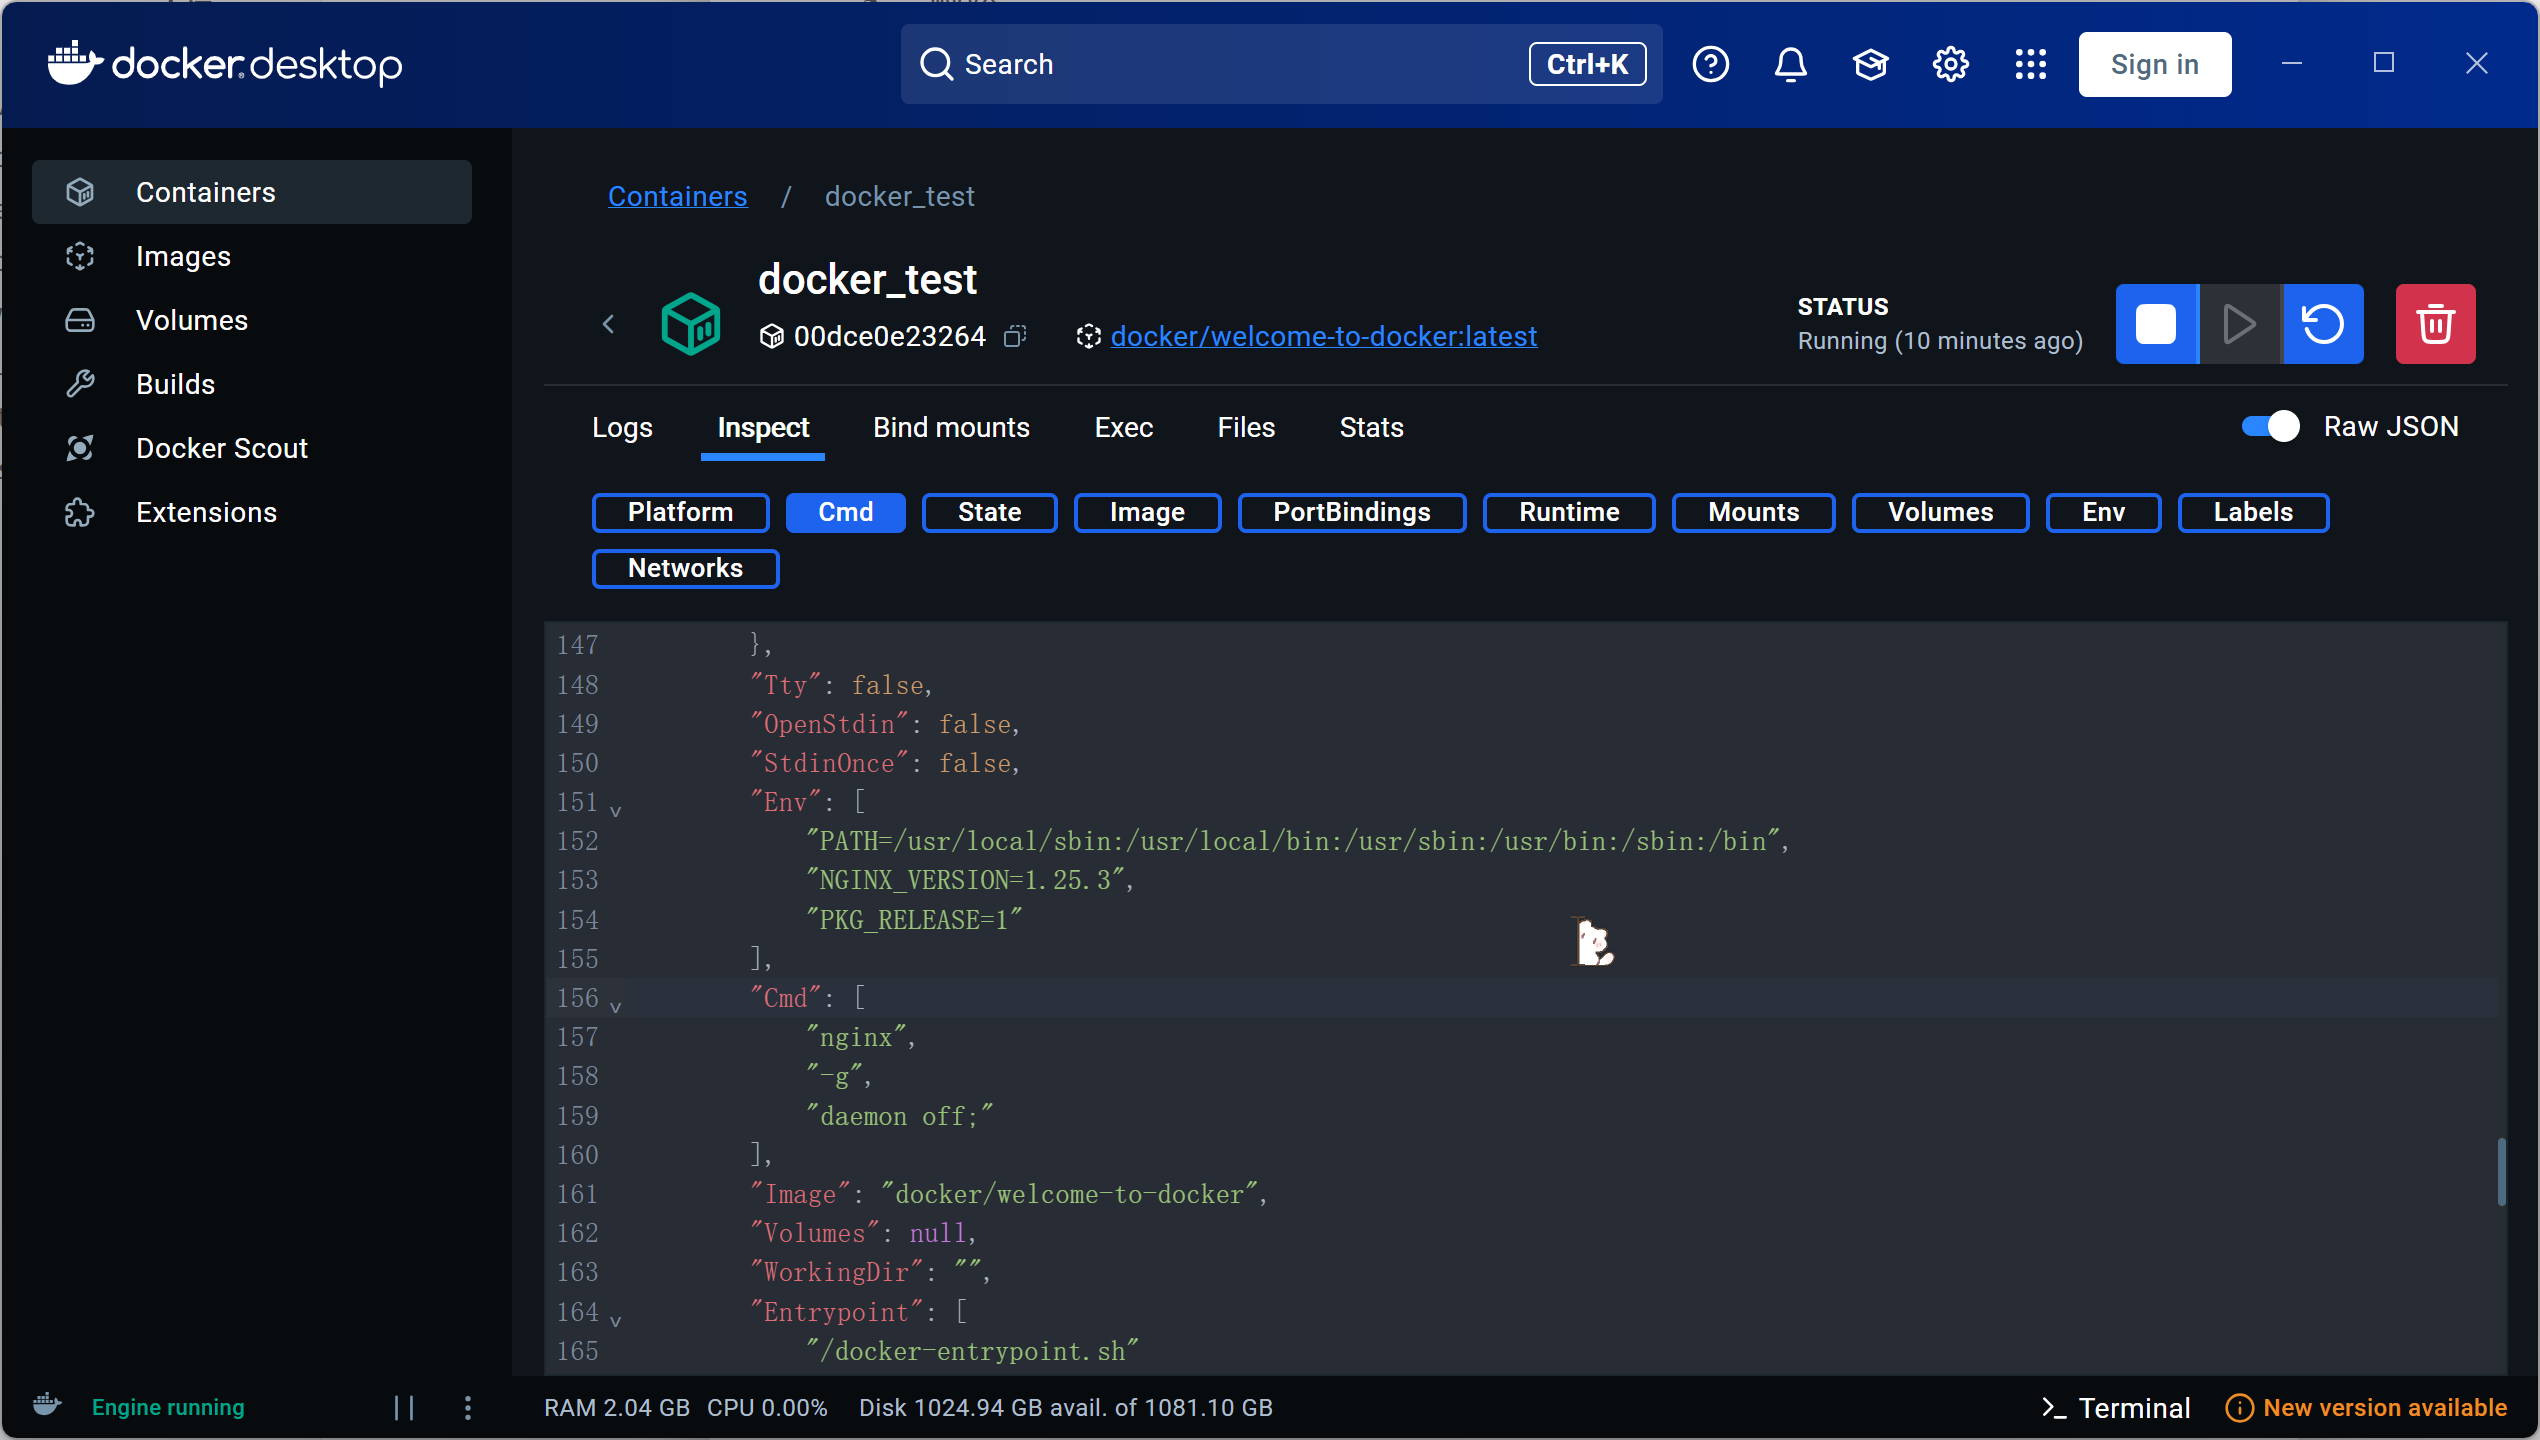 docker desktop
Search
Ctrl+K
Sign in
Containers
Images
Volumes
Builds
Docker Scout
Extensions
Containers / docker_test
docker_test
00dce0e23264
docker/welcome-to-docker:latest
STATUS
Running (10 minutes ago)
Logs
Inspect
Bind mounts
Exec
Files
Stats
Raw JSON
Platform
Cmd
State
Image
PortBindings
Runtime
Mounts
Volumes
Env
Labels
Networks
147 },
148 "Tty": false,
149 "OpenStdin": false,
150 "StdinOnce": false,
151 "Env": [
152 "PATH=/usr/local/sbin:/usr/local/bin:/usr/sbin:/usr/bin:/sbin:/bin",
153 "NGINX_VERSION=1.25.3",
154 "PKG_RELEASE=1"
155 ],
156 "Cmd": [
157 "nginx",
158 "-g",
159 "daemon off;"
160 ],
161 "Image": "docker/welcome-to-docker",
162 "Volumes": null,
163 "WorkingDir": "",
164 "Entrypoint": [
165 "/docker-entrypoint.sh"
Engine running
RAM 2.04 GB CPU 0.00% Disk 1024.94 GB avail. of 1081.10 GB
Terminal
New version available